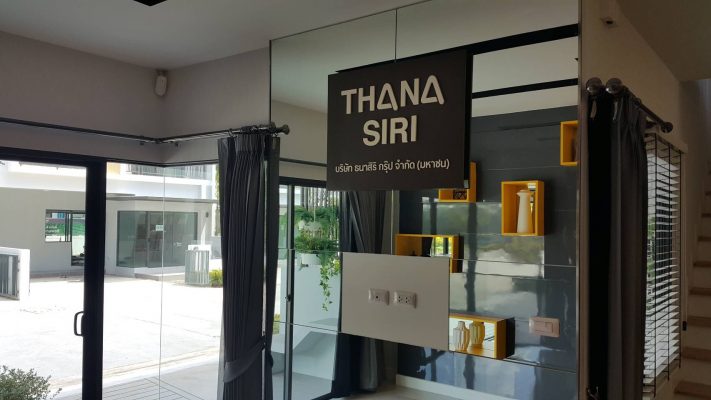 THANA
SIRI
บริษัท ธนาสิริ กรุ๊ป จำกัด (มหาชน)